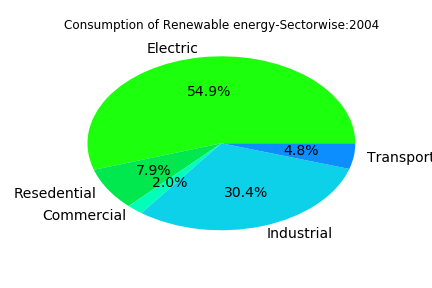 Consumption of Renewable energy-Sectorwise:2004
Electric
54.9%
4.8%
Transport
7.9%
2.0%
Resedential
30.4%
Commercial
Industrial